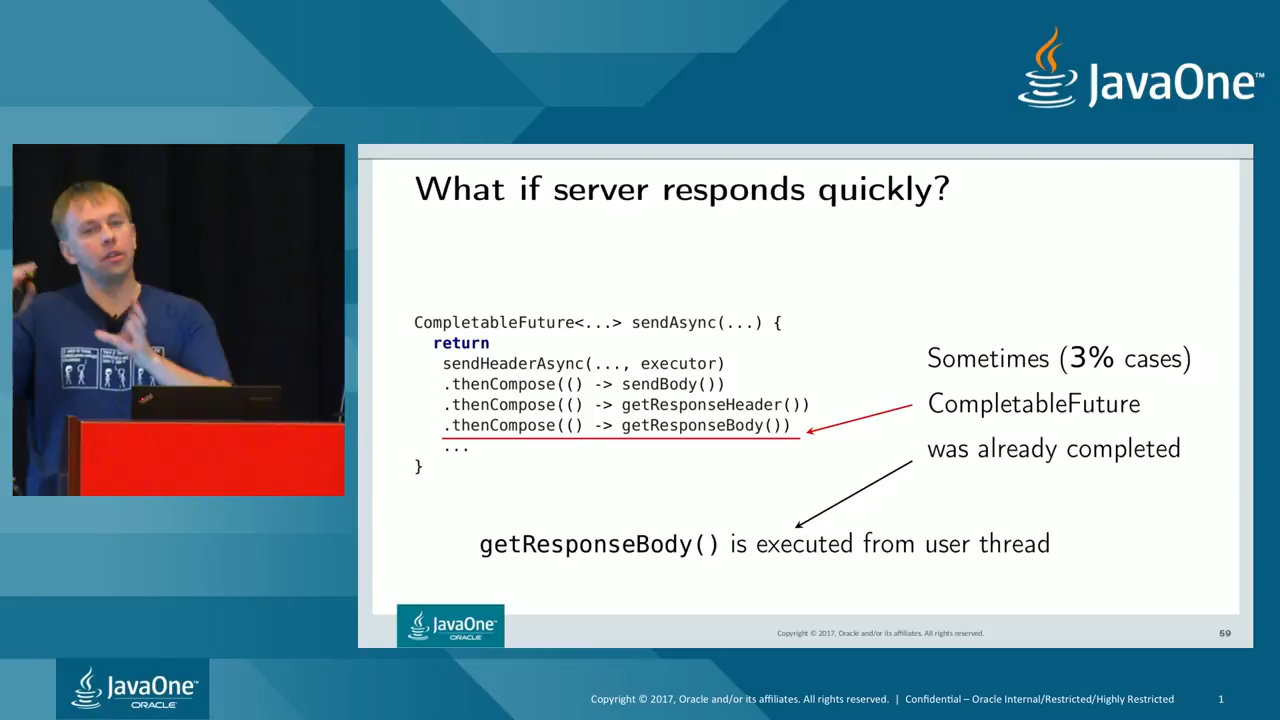 JavaOne™
What if server responds quickly?
CompletableFuture<...> sendAsync(...) {
return
sendHeaderAsync(..., executor)
.thenCompose(() -> sendBody())
.thenCompose(() -> getResponseHeader())
.thenCompose(() -> getResponseBody())
...
}
Sometimes (3% cases)
CompletableFuture
was already completed
getResponseBody() is executed from user thread
JavaOne™
ORACLE
Copyright © 2017, Oracle and/or its affiliates. All rights reserved.
59
JavaOne™
ORACLE
Copyright © 2017, Oracle and/or its affiliates. All rights reserved. | Confidential – Oracle Internal/Restricted/Highly Restricted
1